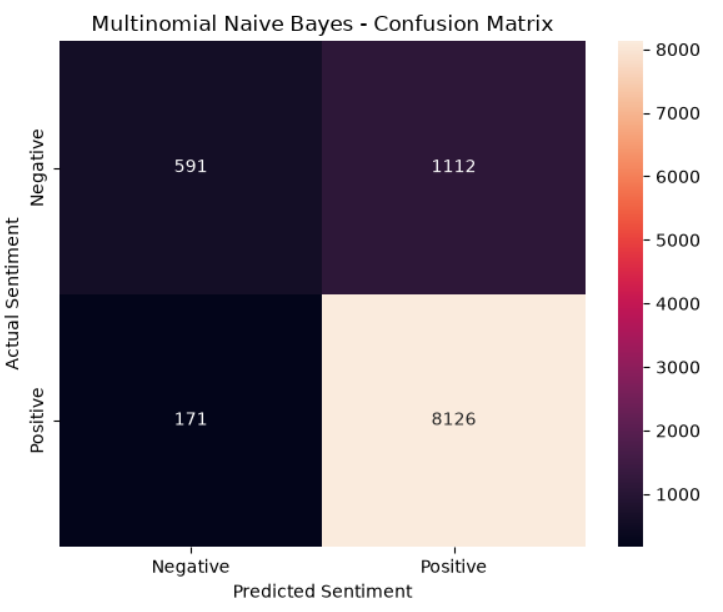 Multinomial Naive Bayes - Confusion Matrix
Actual Sentiment
Negative
Positive
591
1112
171
8126
Negative
Positive
Predicted Sentiment
8000
7000
6000
5000
4000
3000
2000
1000